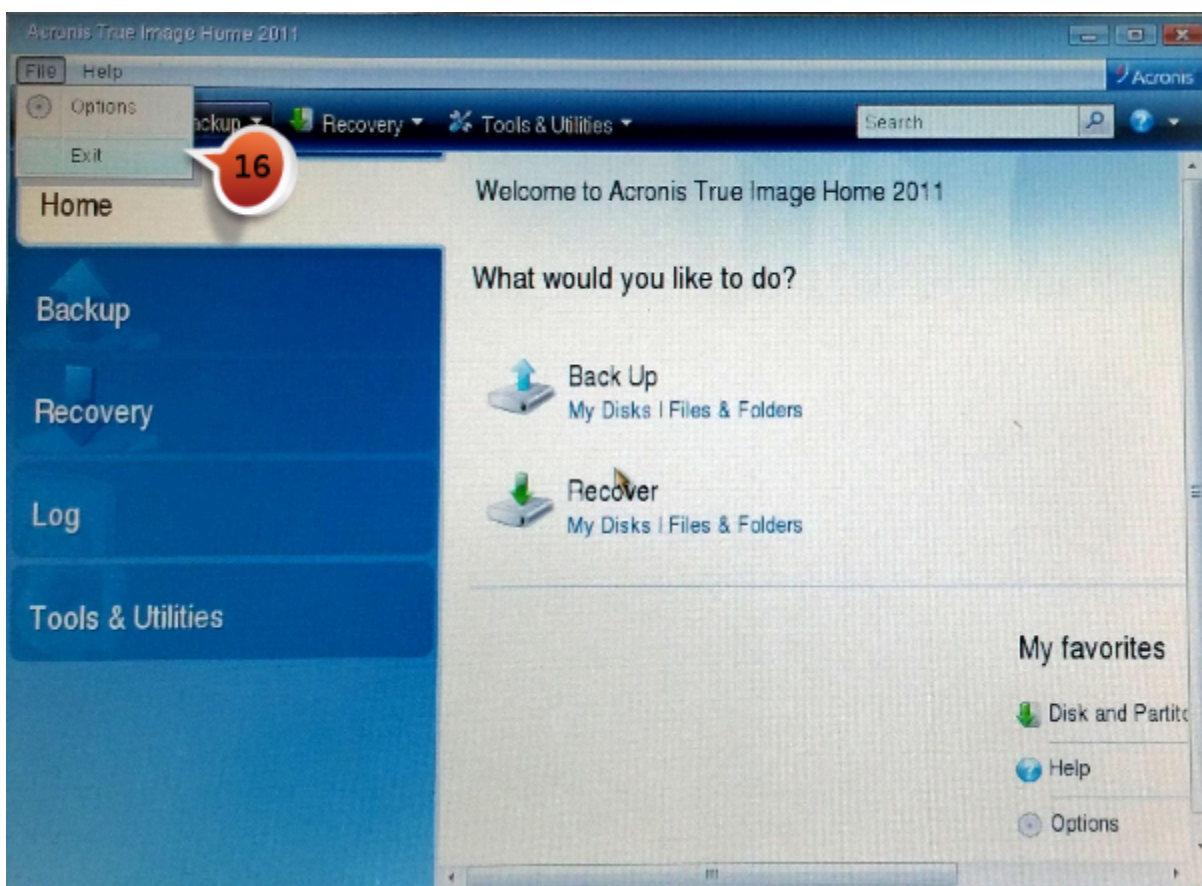 Acronis True Image Home 2011
File Help
Acronis
Options
Exit
16
ackup
Recovery
Tools & Utilities
Search
Home
Backup
Recovery
Log
Tools & Utilities
Welcome to Acronis True Image Home 2011
What would you like to do?
Back Up
My Disks | Files & Folders
Recover
My Disks | Files & Folders
My favorites
Disk and Partitc
Help
Options